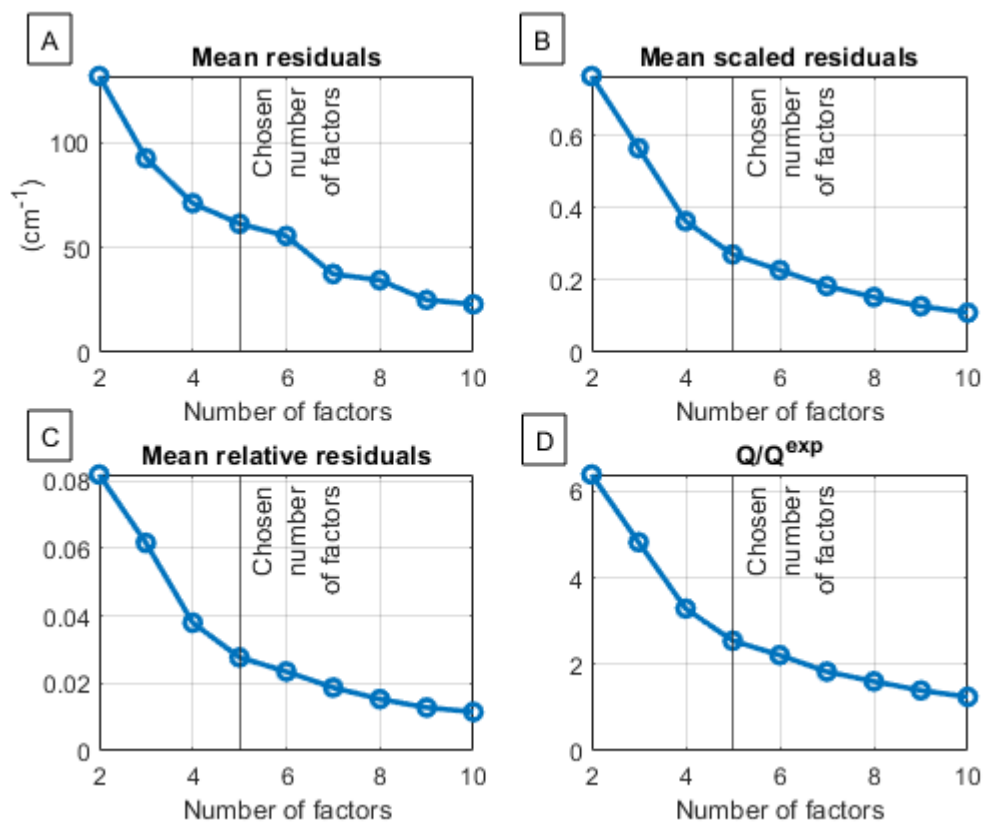 A
Mean residuals
(cm⁻¹)
100
50
0
2
4
6
8
10
Chosen
number
of factors
Number of factors
B
Mean scaled residuals
0.6
0.4
0.2
0
2
4
6
8
10
Chosen
number
of factors
Number of factors
C
Mean relative residuals
0.08
0.06
0.04
0.02
0
2
4
6
8
10
Chosen
number
of factors
Number of factors
D
Q/Qᵉˣᵖ
6
4
2
0
2
4
6
8
10
Chosen
number
of factors
Number of factors